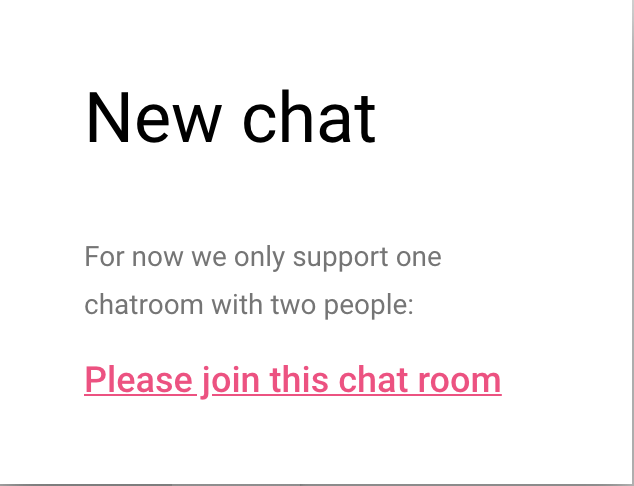 New chat
For now we only support one
chatroom with two people:
Please join this chat room